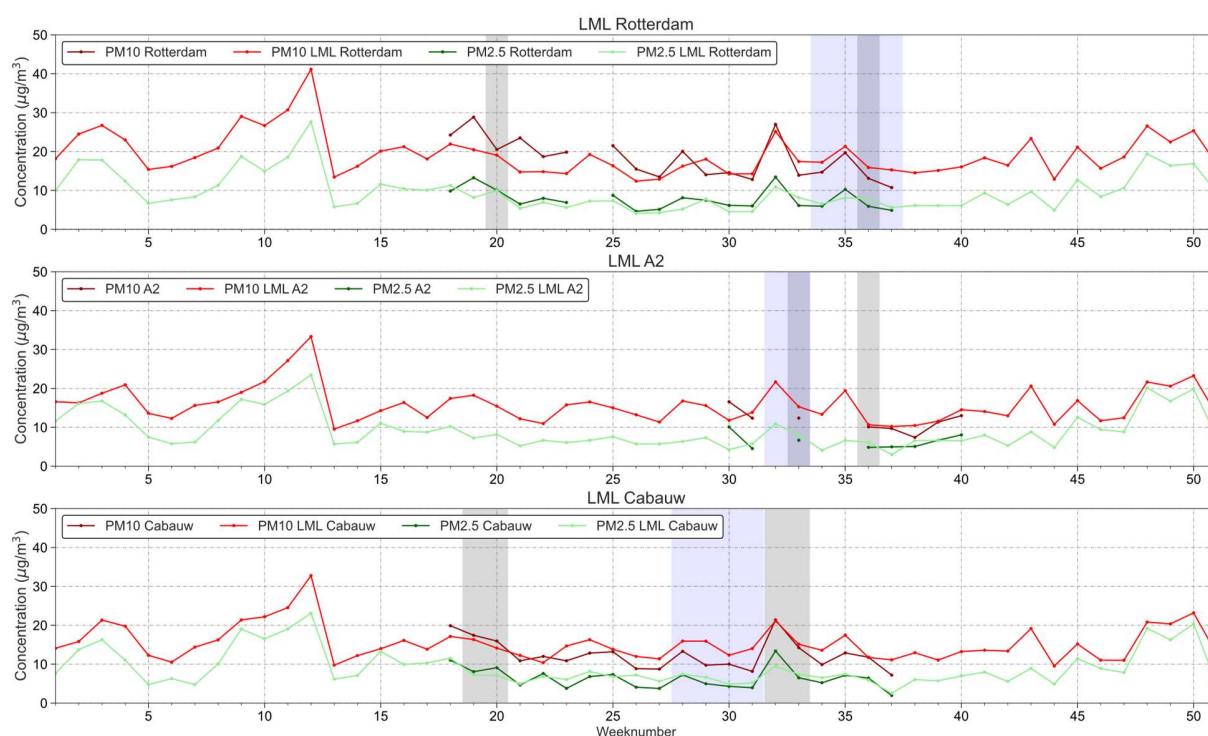 LML Rotterdam
PM10 Rotterdam PM10 LML Rotterdam PM2.5 Rotterdam PM2.5 LML Rotterdam
Concentration (µg/m³)
50
40
30
20
10
0
5 10 15 20 25 30 35 40 45 50
LML A2
PM10 A2 PM10 LML A2 PM2.5 A2 PM2.5 LML A2
Concentration (µg/m³)
50
40
30
20
10
0
5 10 15 20 25 30 35 40 45 50
LML Cabauw
PM10 Cabauw PM10 LML Cabauw PM2.5 Cabauw PM2.5 LML Cabauw
Concentration (µg/m³)
50
40
30
20
10
0
5 10 15 20 25 30 35 40 45 50
Weeknumber